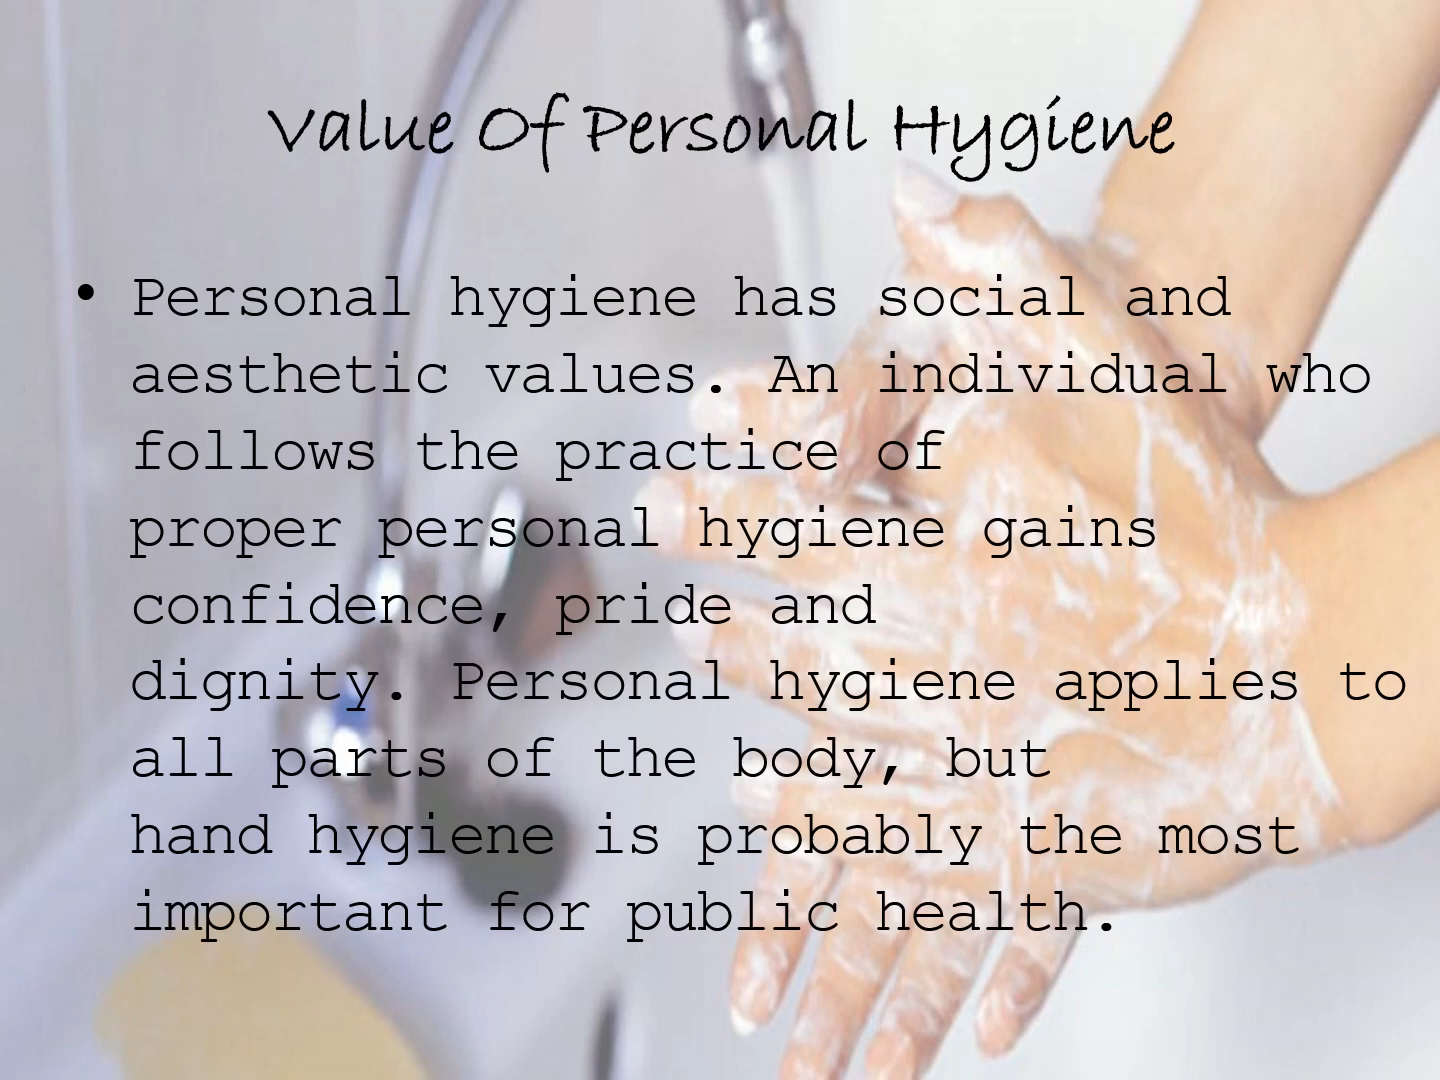 Value Of Personal Hygiene
• Personal hygiene has social and
aesthetic values. An individual who
follows the practice of
proper personal hygiene gains
confidence, pride and
dignity. Personal hygiene applies to
all parts of the body, but
hand hygiene is probably the most
important for public health.